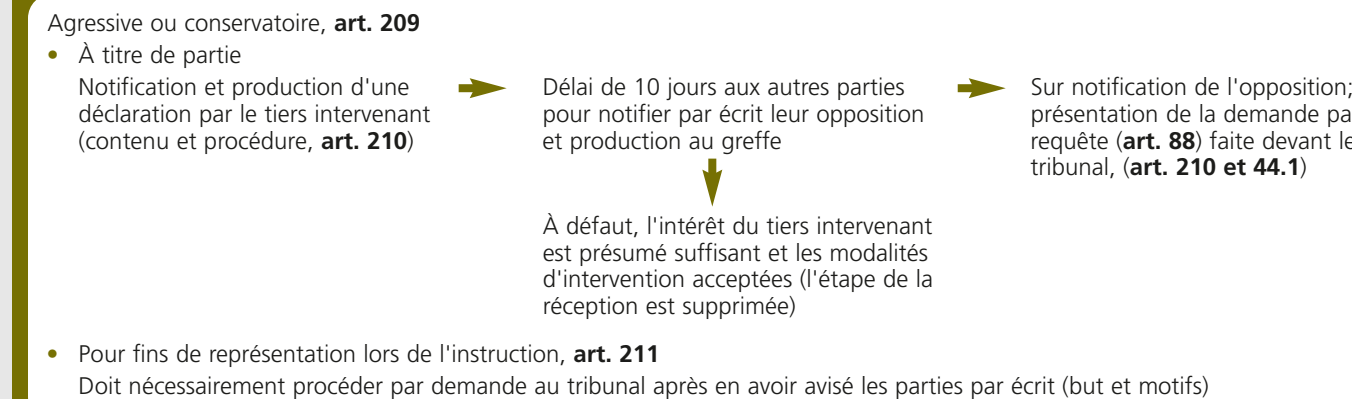 Agressive ou conservatoire, art. 209
• À titre de partie
Notification et production d'une
déclaration par le tiers intervenant
(contenu et procédure, art. 210)
Délai de 10 jours aux autres parties
pour notifier par écrit leur opposition
et production au greffe
Sur notification de l'opposition;
présentation de la demande pa
requête (art. 88) faite devant le
tribunal, (art. 210 et 44.1)
À défaut, l'intérêt du tiers intervenant
est présumé suffisant et les modalités
d'intervention acceptées (l'étape de la
réception est supprimée)
• Pour fins de représentation lors de l'instruction, art. 211
Doit nécessairement procéder par demande au tribunal après en avoir avisé les parties par écrit (but et motifs)